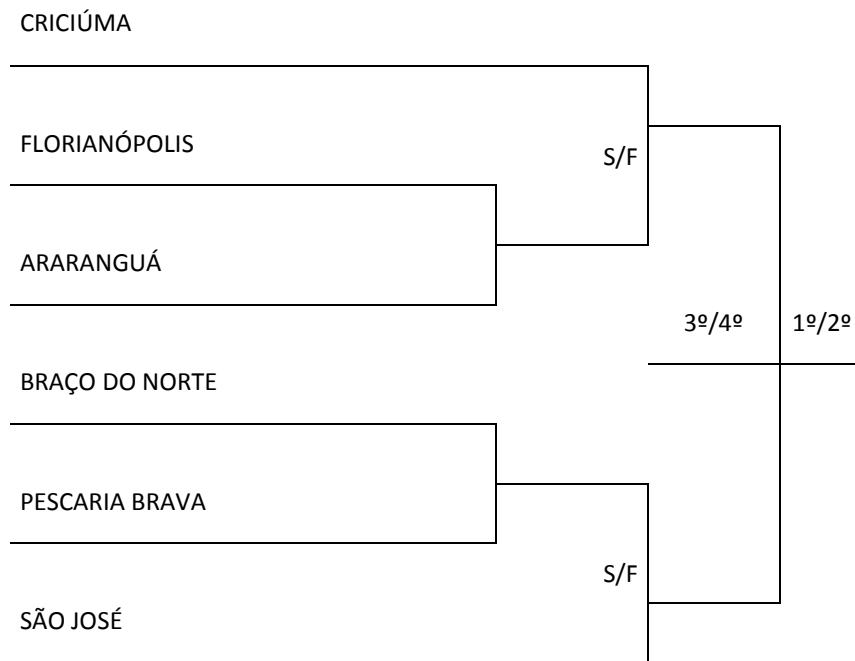 CRICIÚMA
FLORIANÓPOLIS
S/F
ARARANGUÁ
3º/4º
1º/2º
BRAÇO DO NORTE
PESCARIA BRAVA
S/F
SÃO JOSÉ